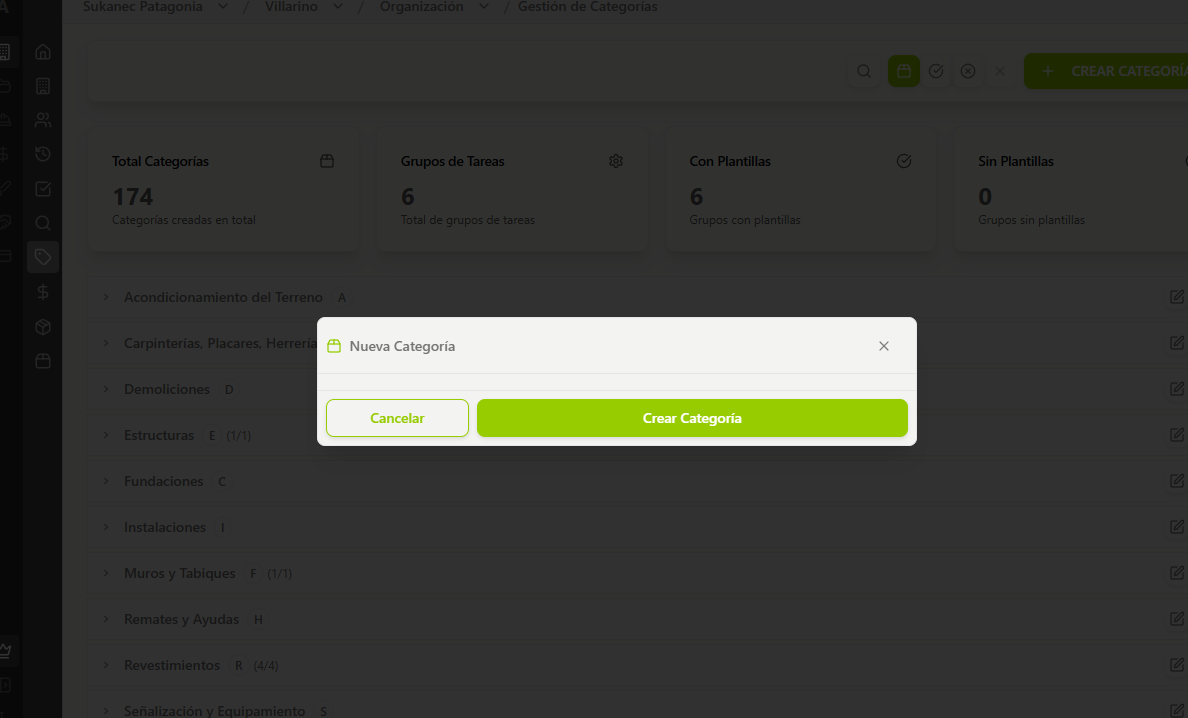 Sukanec Patagonia / Villarino / Organización / Gestión de Categorías
CREAR CATEGORÍA
Total Categorías
174
Categorías creadas en total
Grupos de Tareas
6
Total de grupos de tareas
Con Plantillas
6
Grupos con plantillas
Sin Plantillas
0
Grupos sin plantillas
Acondicionamiento del Terreno A
Carpinterías, Placares, Herrería
Nueva Categoría
Cancelar
Crear Categoría
Demoliciones D
Estructuras E (1/1)
Fundaciones C
Instalaciones I
Muros y Tabiques F (1/1)
Remates y Ayudas H
Revestimientos R (4/4)
Señalización y Equipamiento S